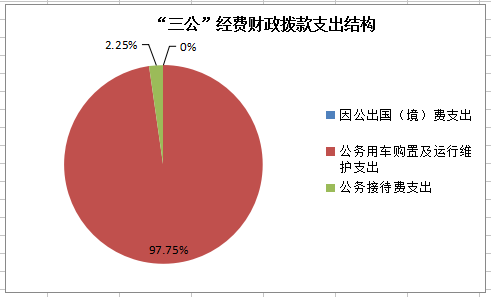 “三公”经费财政拨款支出结构
2.25%
0%
因公出国（境）费支出
公务用车购置及运行维
护支出
公务接待费支出
97.75%